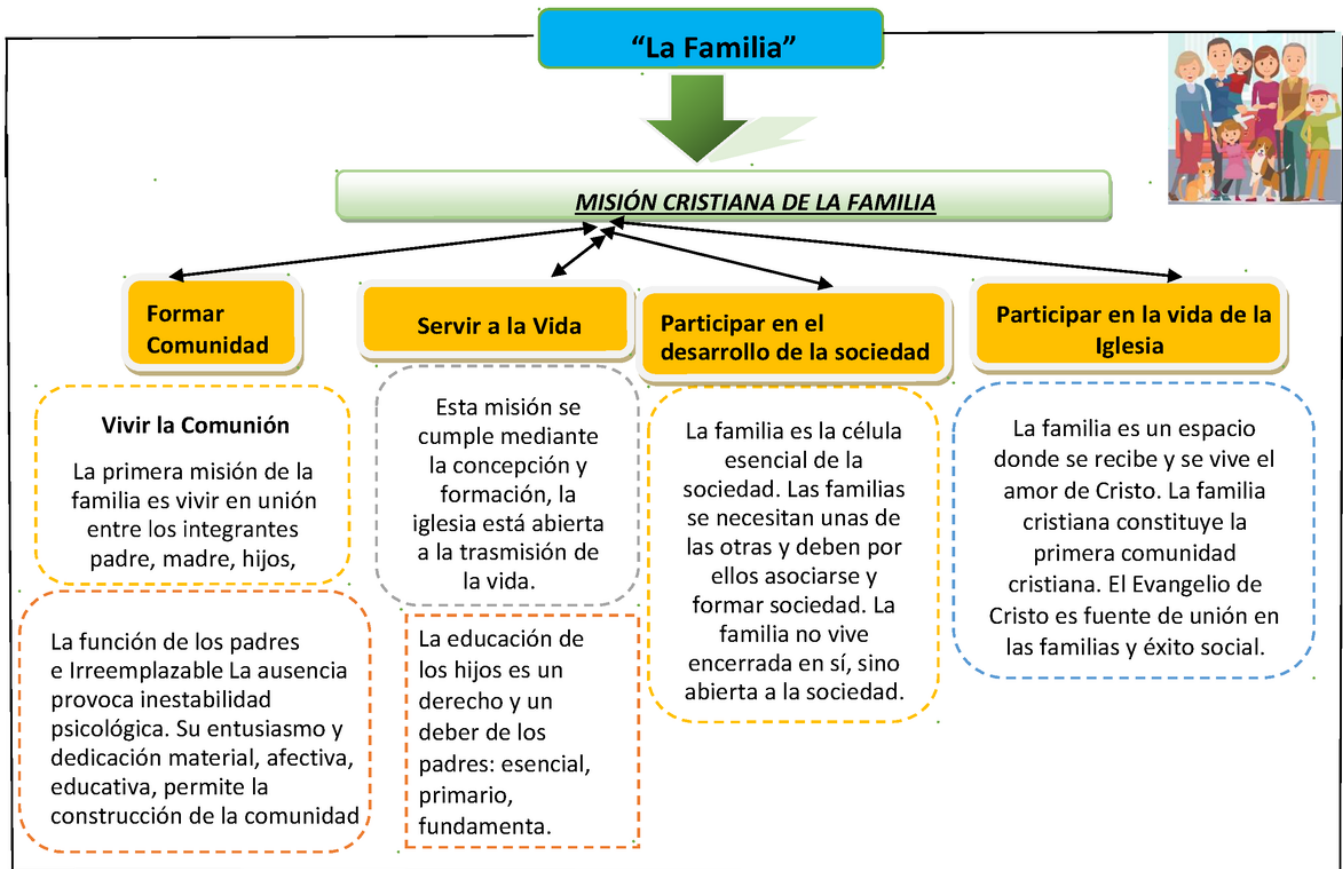 “La Familia”
MISIÓN CRISTIANA DE LA FAMILIA
Formar
Comunidad
Vivir la Comunión
La primera misión de la
familia es vivir en unión
entre los integrantes
padre, madre, hijos,
La función de los padres
e Irreemplazable La ausencia
provoca inestabilidad
psicológica. Su entusiasmo y
dedicación material, afectiva,
educativa, permite la
construcción de la comunidad
Servir a la Vida
Esta misión se
cumple mediante
la concepción y
formación, la
iglesia está abierta
a la trasmisión de
la vida.
La educación de
los hijos es un
derecho y un
deber de los
padres: esencial,
primario,
fundamenta.
Participar en el
desarrollo de la sociedad
La familia es la célula
esencial de la
sociedad. Las familias
se necesitan unas de
las otras y deben por
ellos asociarse y
formar sociedad. La
familia no vive
encerrada en sí, sino
abierta a la sociedad.
Participar en la vida de la
Iglesia
La familia es un espacio
donde se recibe y se vive el
amor de Cristo. La familia
cristiana constituye la
primera comunidad
cristiana. El Evangelio de
Cristo es fuente de unión en
las familias y éxito social.